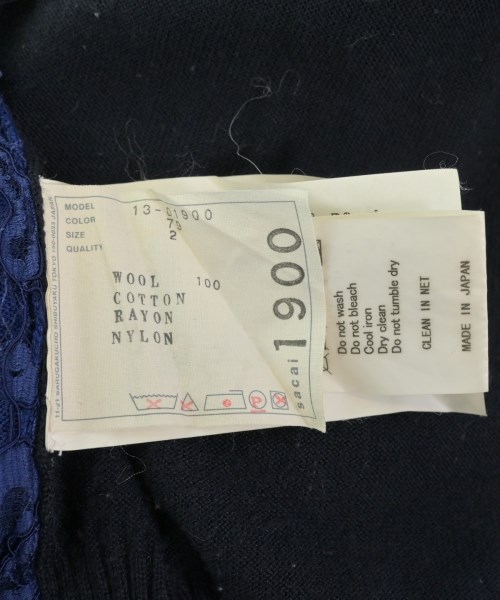 MODEL 13-01900
COLOR
SIZE 2
QUALITY
WOOL 100
COTTON
RAYON
NYLON
sacai 1900
P
Do not wash
Do not bleach
Cool iron
Dry clean
Do not tumble dry
CLEAN IN NET
MADE IN JAPAN